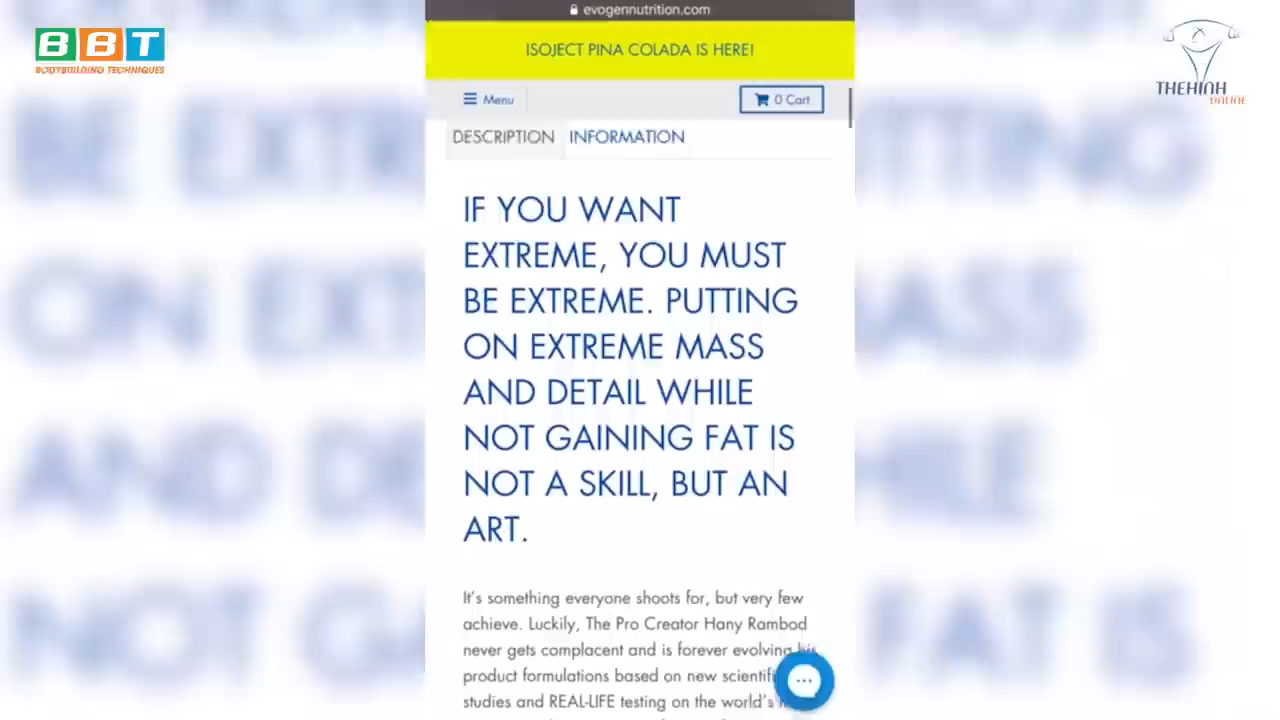 evogennutrition.com
BBT
BODYBUILDING TECHNIQUES
THEHINH
ONLINE
ISOJECT PINA COLADA IS HERE!
Menu
0 Cart
DESCRIPTION INFORMATION
IF YOU WANT
EXTREME, YOU MUST
BE EXTREME. PUTTING
ON EXTREME MASS
AND DETAIL WHILE
NOT GAINING FAT IS
NOT A SKILL, BUT AN
ART.
It's something everyone shoots for, but very few
achieve. Luckily, The Pro Creator Hany Rambod
never gets complacent and is forever evolving
product formulations based on new
studies and REAL-LIFE testing on the world's